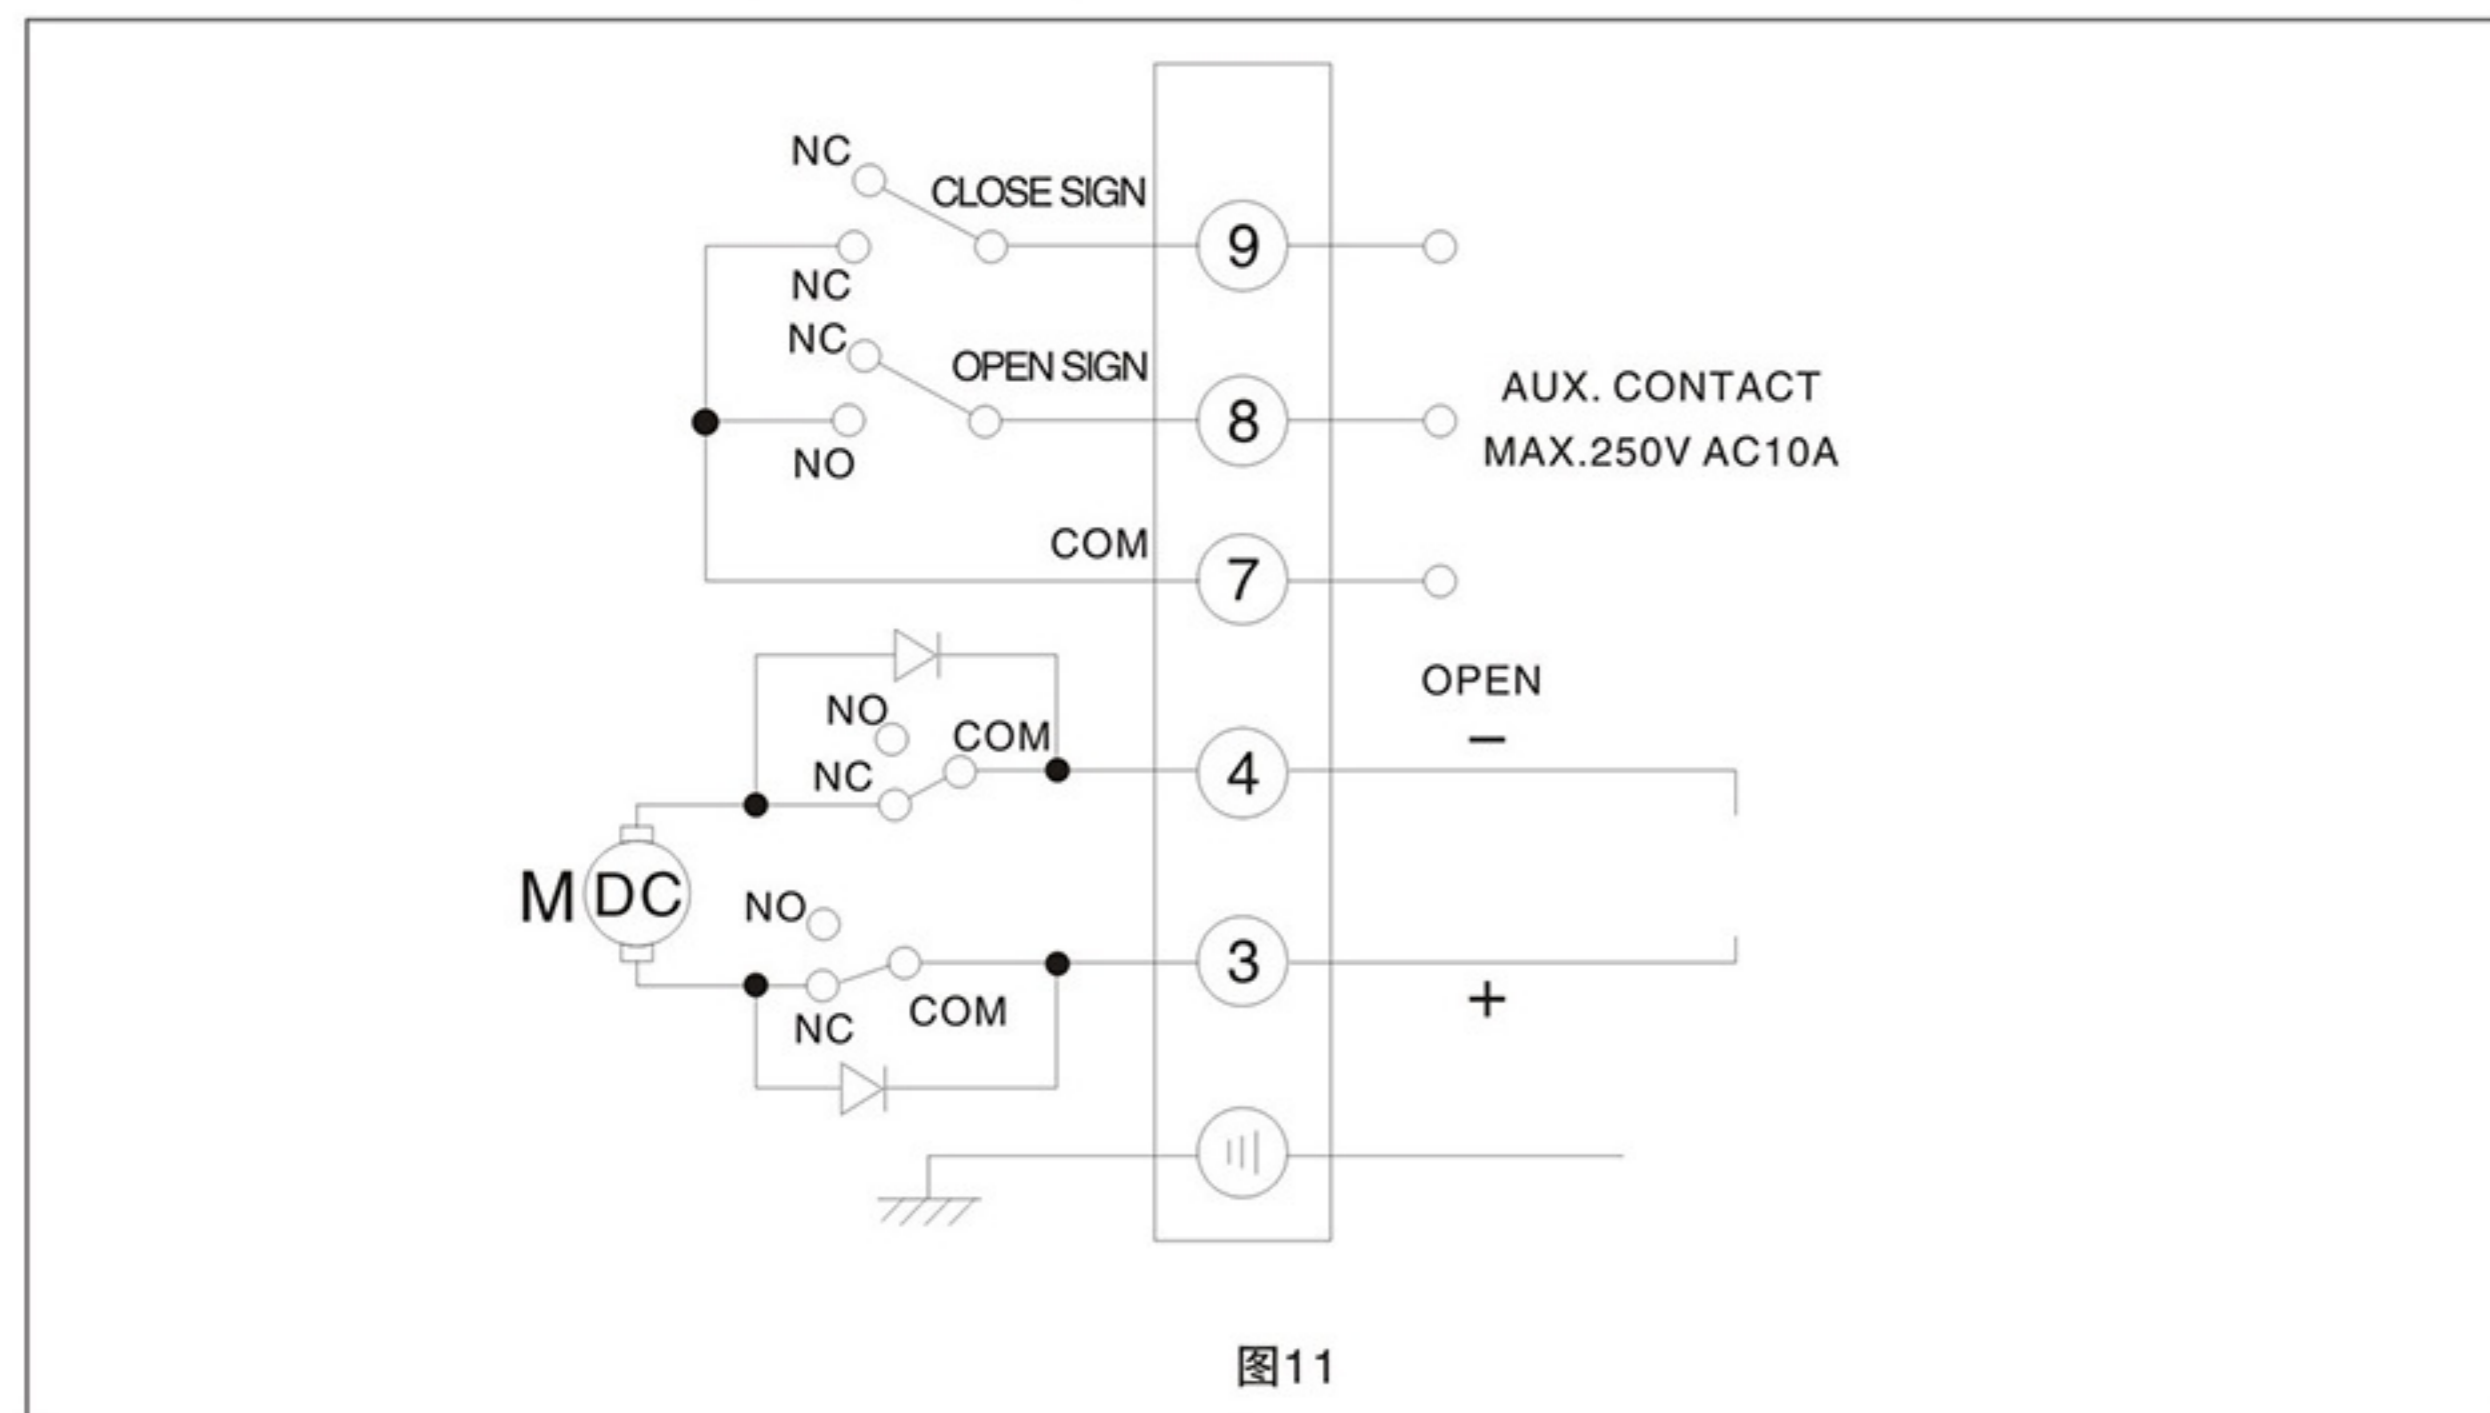 NC
CLOSE SIGN
9
NC
NC
OPEN SIGN
8
NO
AUX. CONTACT
MAX.250V AC10A
COM
7
OPEN
NO
COM
−
NC
4
M
DC
NO
3
NC
COM
+
图11